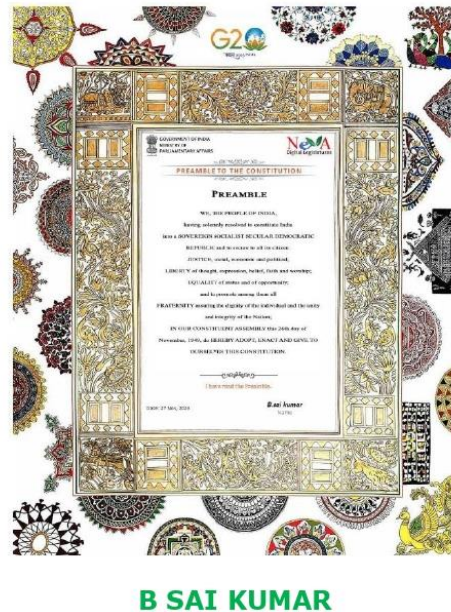 G20
GOVERNMENT OF INDIA
MINISTRY OF
PARLIAMENTARY AFFAIRS
NeVA
Digital Legislatures
PREAMBLE TO THE CONSTITUTION
PREAMBLE
WE, THE PEOPLE OF INDIA,
having solemnly resolved to constitute India
into a SOVEREIGN SOCIALIST SECULAR DEMOCRATIC
REPUBLIC and to secure to all its citizens
JUSTICE, social, economic and political;
LIBERTY of thought, expression, belief, faith and worship;
EQUALITY of status and of opportunity;
and to promote among them all
FRATERNITY assuring the dignity of the individual and the unity
and integrity of the Nation;
IN OUR CONSTITUENT ASSEMBLY this 26th day of
November, 1949, do HEREBY ADOPT, ENACT AND GIVE TO
OURSELVES THIS CONSTITUTION.
I have read the Preamble.
B.sai kumar
Date: 27 Nov,
B SAI KUMAR